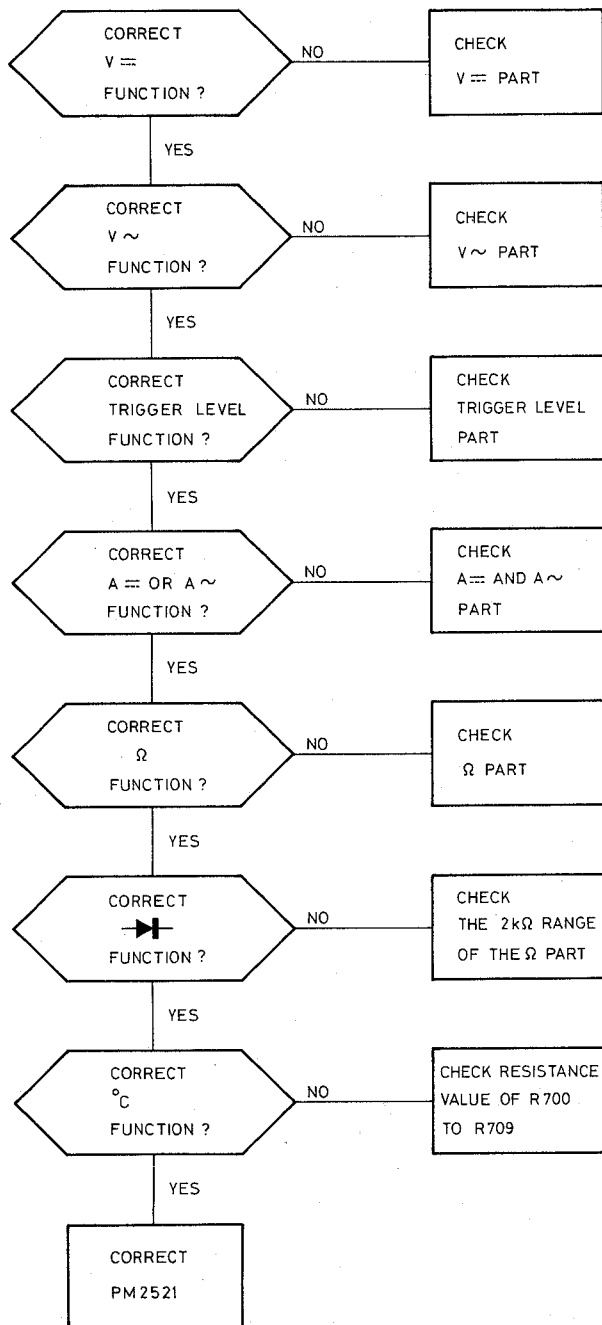 CORRECT
V ⎓
FUNCTION ?
NO
CHECK
V ⎓ PART
YES
CORRECT
V ~
FUNCTION ?
NO
CHECK
V ~ PART
YES
CORRECT
TRIGGER LEVEL
FUNCTION ?
NO
CHECK
TRIGGER LEVEL
PART
YES
CORRECT
A ⎓ OR A ~
FUNCTION ?
NO
CHECK
A ⎓ AND A ~
PART
YES
CORRECT
Ω
FUNCTION ?
NO
CHECK
Ω PART
YES
CORRECT
FUNCTION ?
NO
CHECK
THE 2kΩ RANGE
OF THE Ω PART
YES
CORRECT
°C
FUNCTION ?
NO
CHECK RESISTANCE
VALUE OF R700
TO R709
YES
CORRECT
PM2521